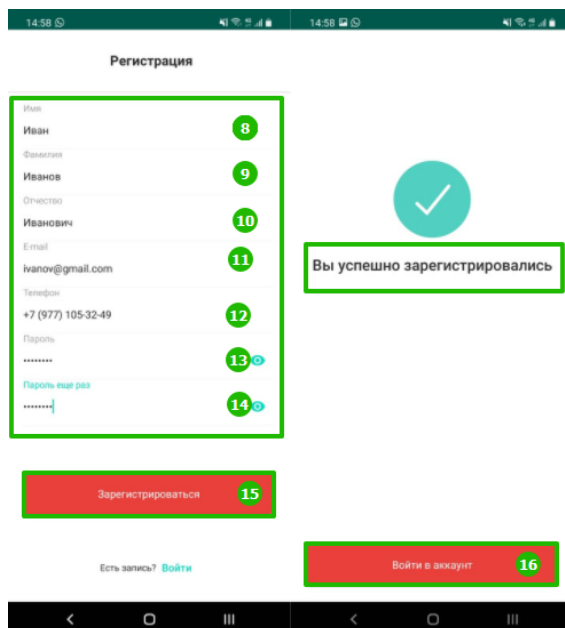 14:58
Регистрация
Имя
Иван
8
Фамилия
Иванов
9
Отчество
Иванович
10
E-mail
ivanov@gmail.com
11
Телефон
+7 (977) 105-32-49
12
Пароль
••••••••
13
Пароль еще раз
••••••••
14
Зарегистрироваться
15
Есть запись? Войти
14:58
Вы успешно зарегистрировались
Войти в аккаунт
16